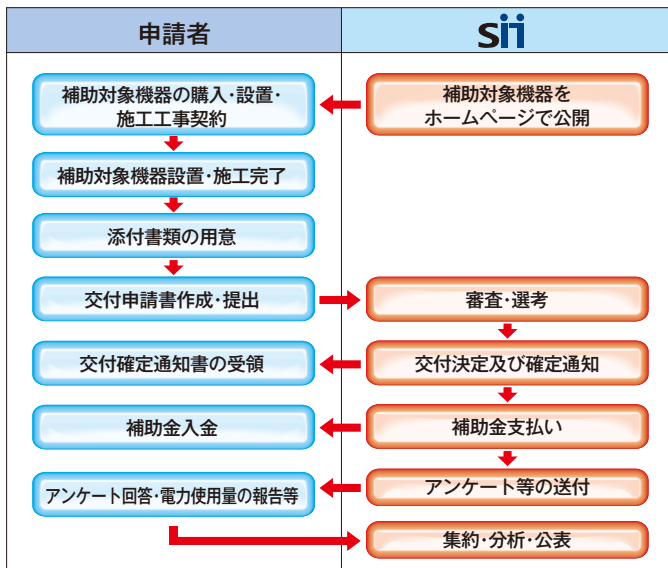 申請者
sii
補助対象機器の購入・設置・
施工工事契約
補助対象機器を
ホームページで公開
補助対象機器設置・施工完了
添付書類の用意
交付申請書作成・提出
審査・選考
交付確定通知書の受領
交付決定及び確定通知
補助金入金
補助金支払い
アンケート回答・電力使用量の報告等
アンケート等の送付
集約・分析・公表